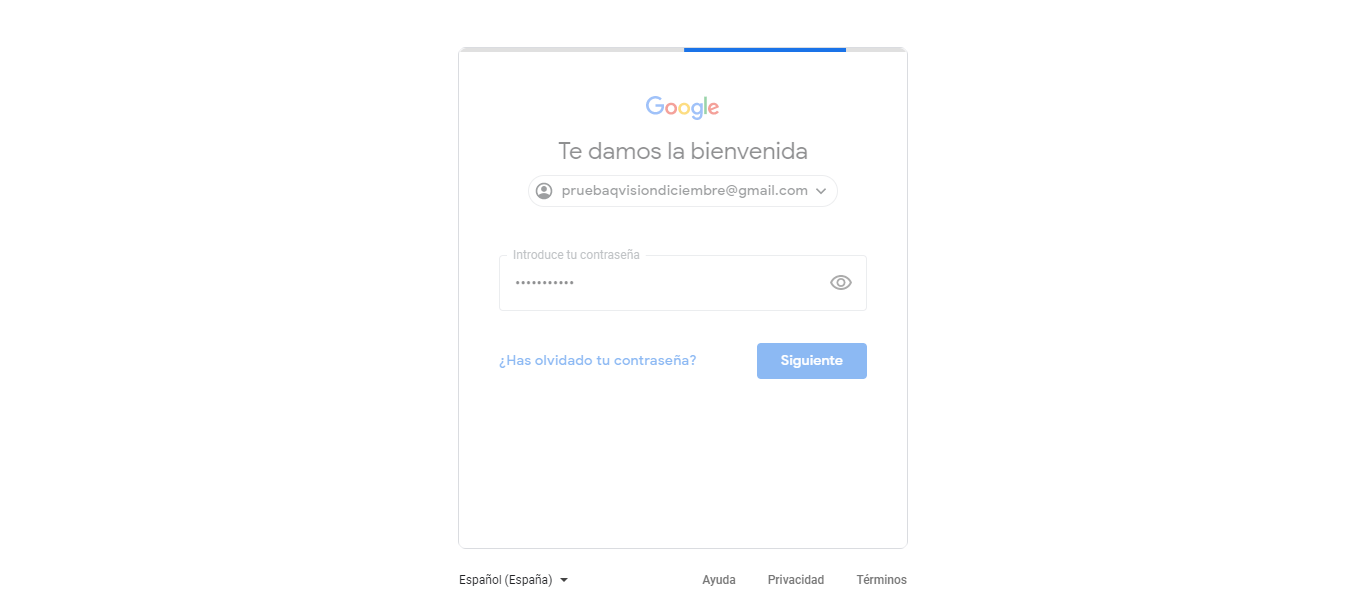 Google
Te damos la bienvenida
pruebaqvisiondiciembre@gmail.com
Introduce tu contraseña
•••••••••••
¿Has olvidado tu contraseña?
Siguiente
Español (España)
Ayuda
Privacidad
Términos